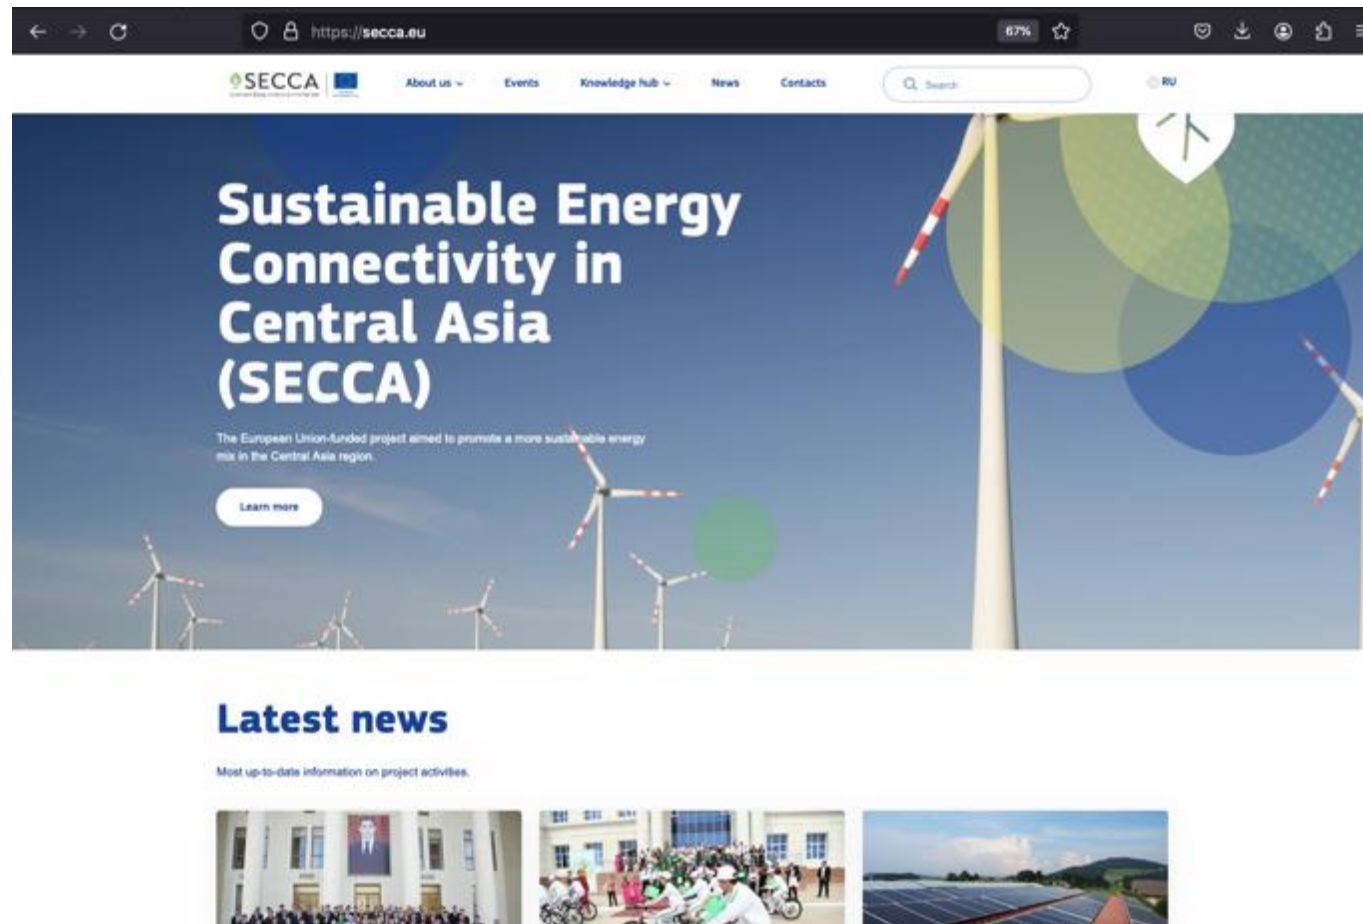 https://secca.eu
67%
SECCA
About us
Events
Knowledge hub
News
Contacts
Search
RU
Sustainable Energy
Connectivity in
Central Asia
(SECCA)
The European Union-funded project aimed to promote a more sustainable energy
mix in the Central Asia region.
Learn more
Latest news
Most up-to-date information on project activities.